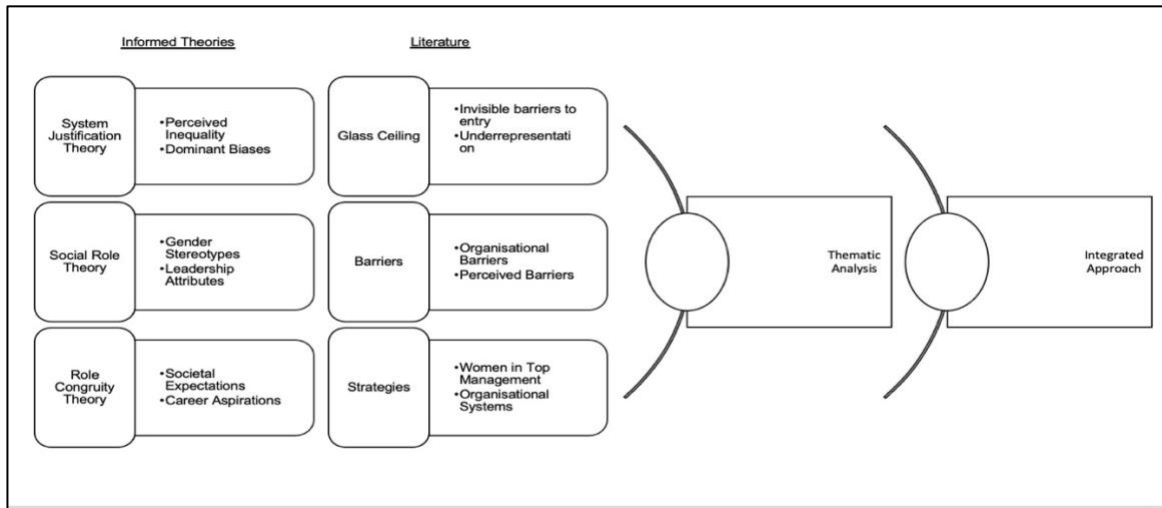 Informed Theories
Literature
System
Justification
Theory
•Perceived
Inequality
•Dominant Biases
Glass Ceiling
•Invisible barriers to
entry
•Underrepresentati
on
Social Role
Theory
•Gender
Stereotypes
•Leadership
Attributes
Barriers
•Organisational
Barriers
•Perceived Barriers
Role
Congruity
Theory
•Societal
Expectations
•Career Aspirations
Strategies
•Women in Top
Management
•Organisational
Systems
Thematic
Analysis
Integrated
Approach